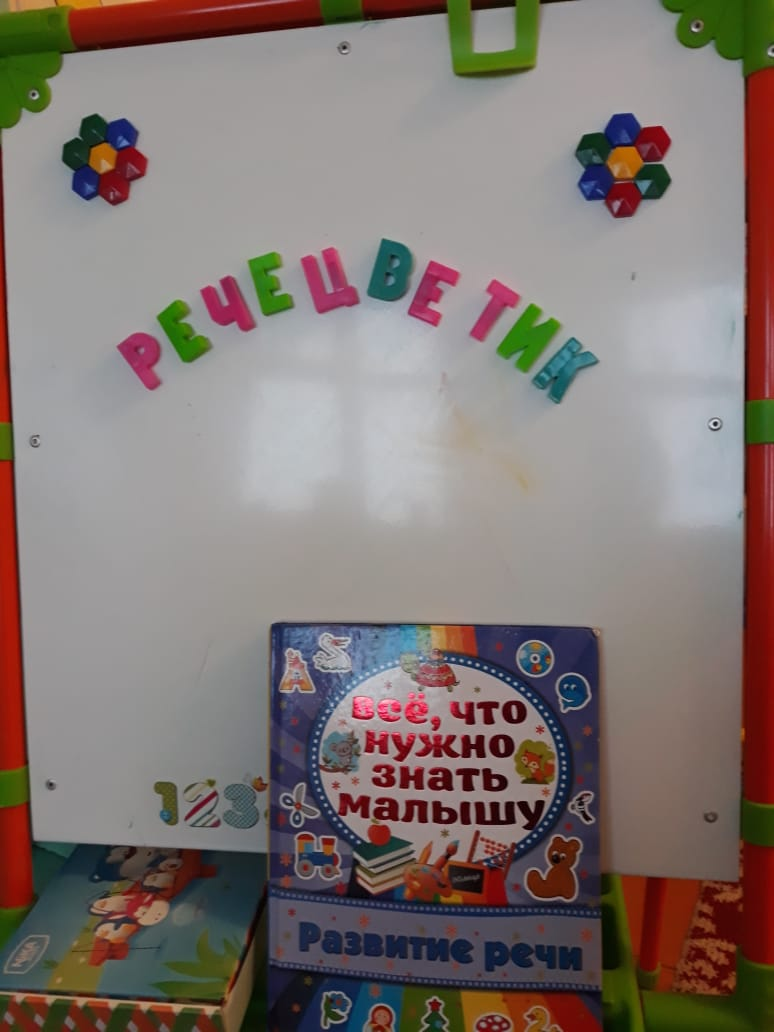 РЕЧЕЦВЕТИК
123
всё, что
нужно
знать
малышу
Развитие речи